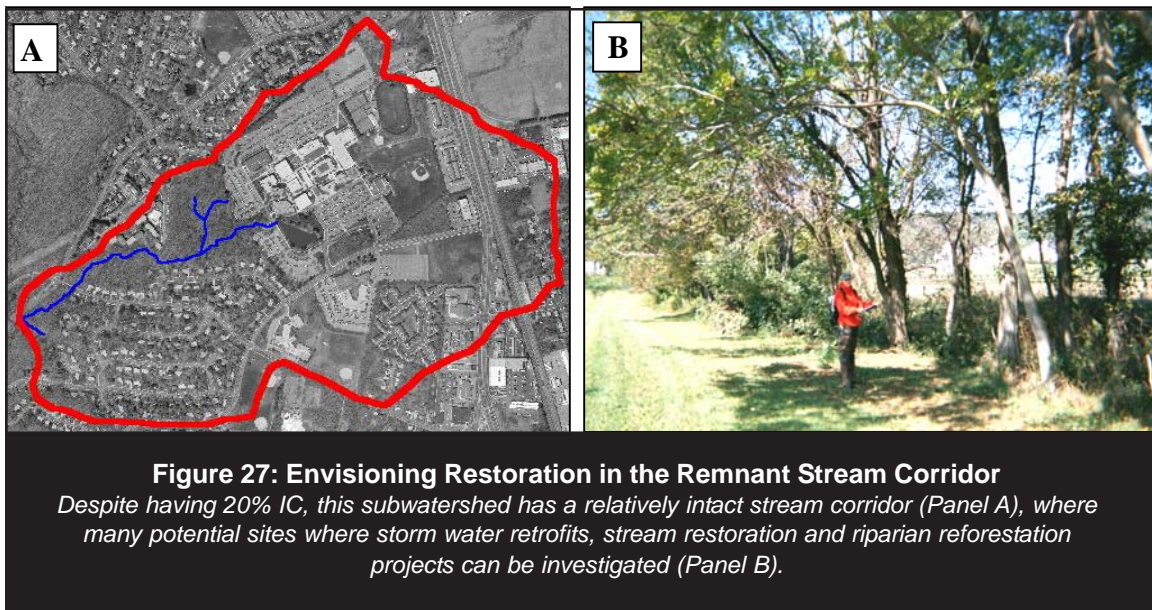 A
B
Figure 27: Envisioning Restoration in the Remnant Stream Corridor
Despite having 20% IC, this subwatershed has a relatively intact stream corridor (Panel A), where
many potential sites where storm water retrofits, stream restoration and riparian reforestation
projects can be investigated (Panel B).